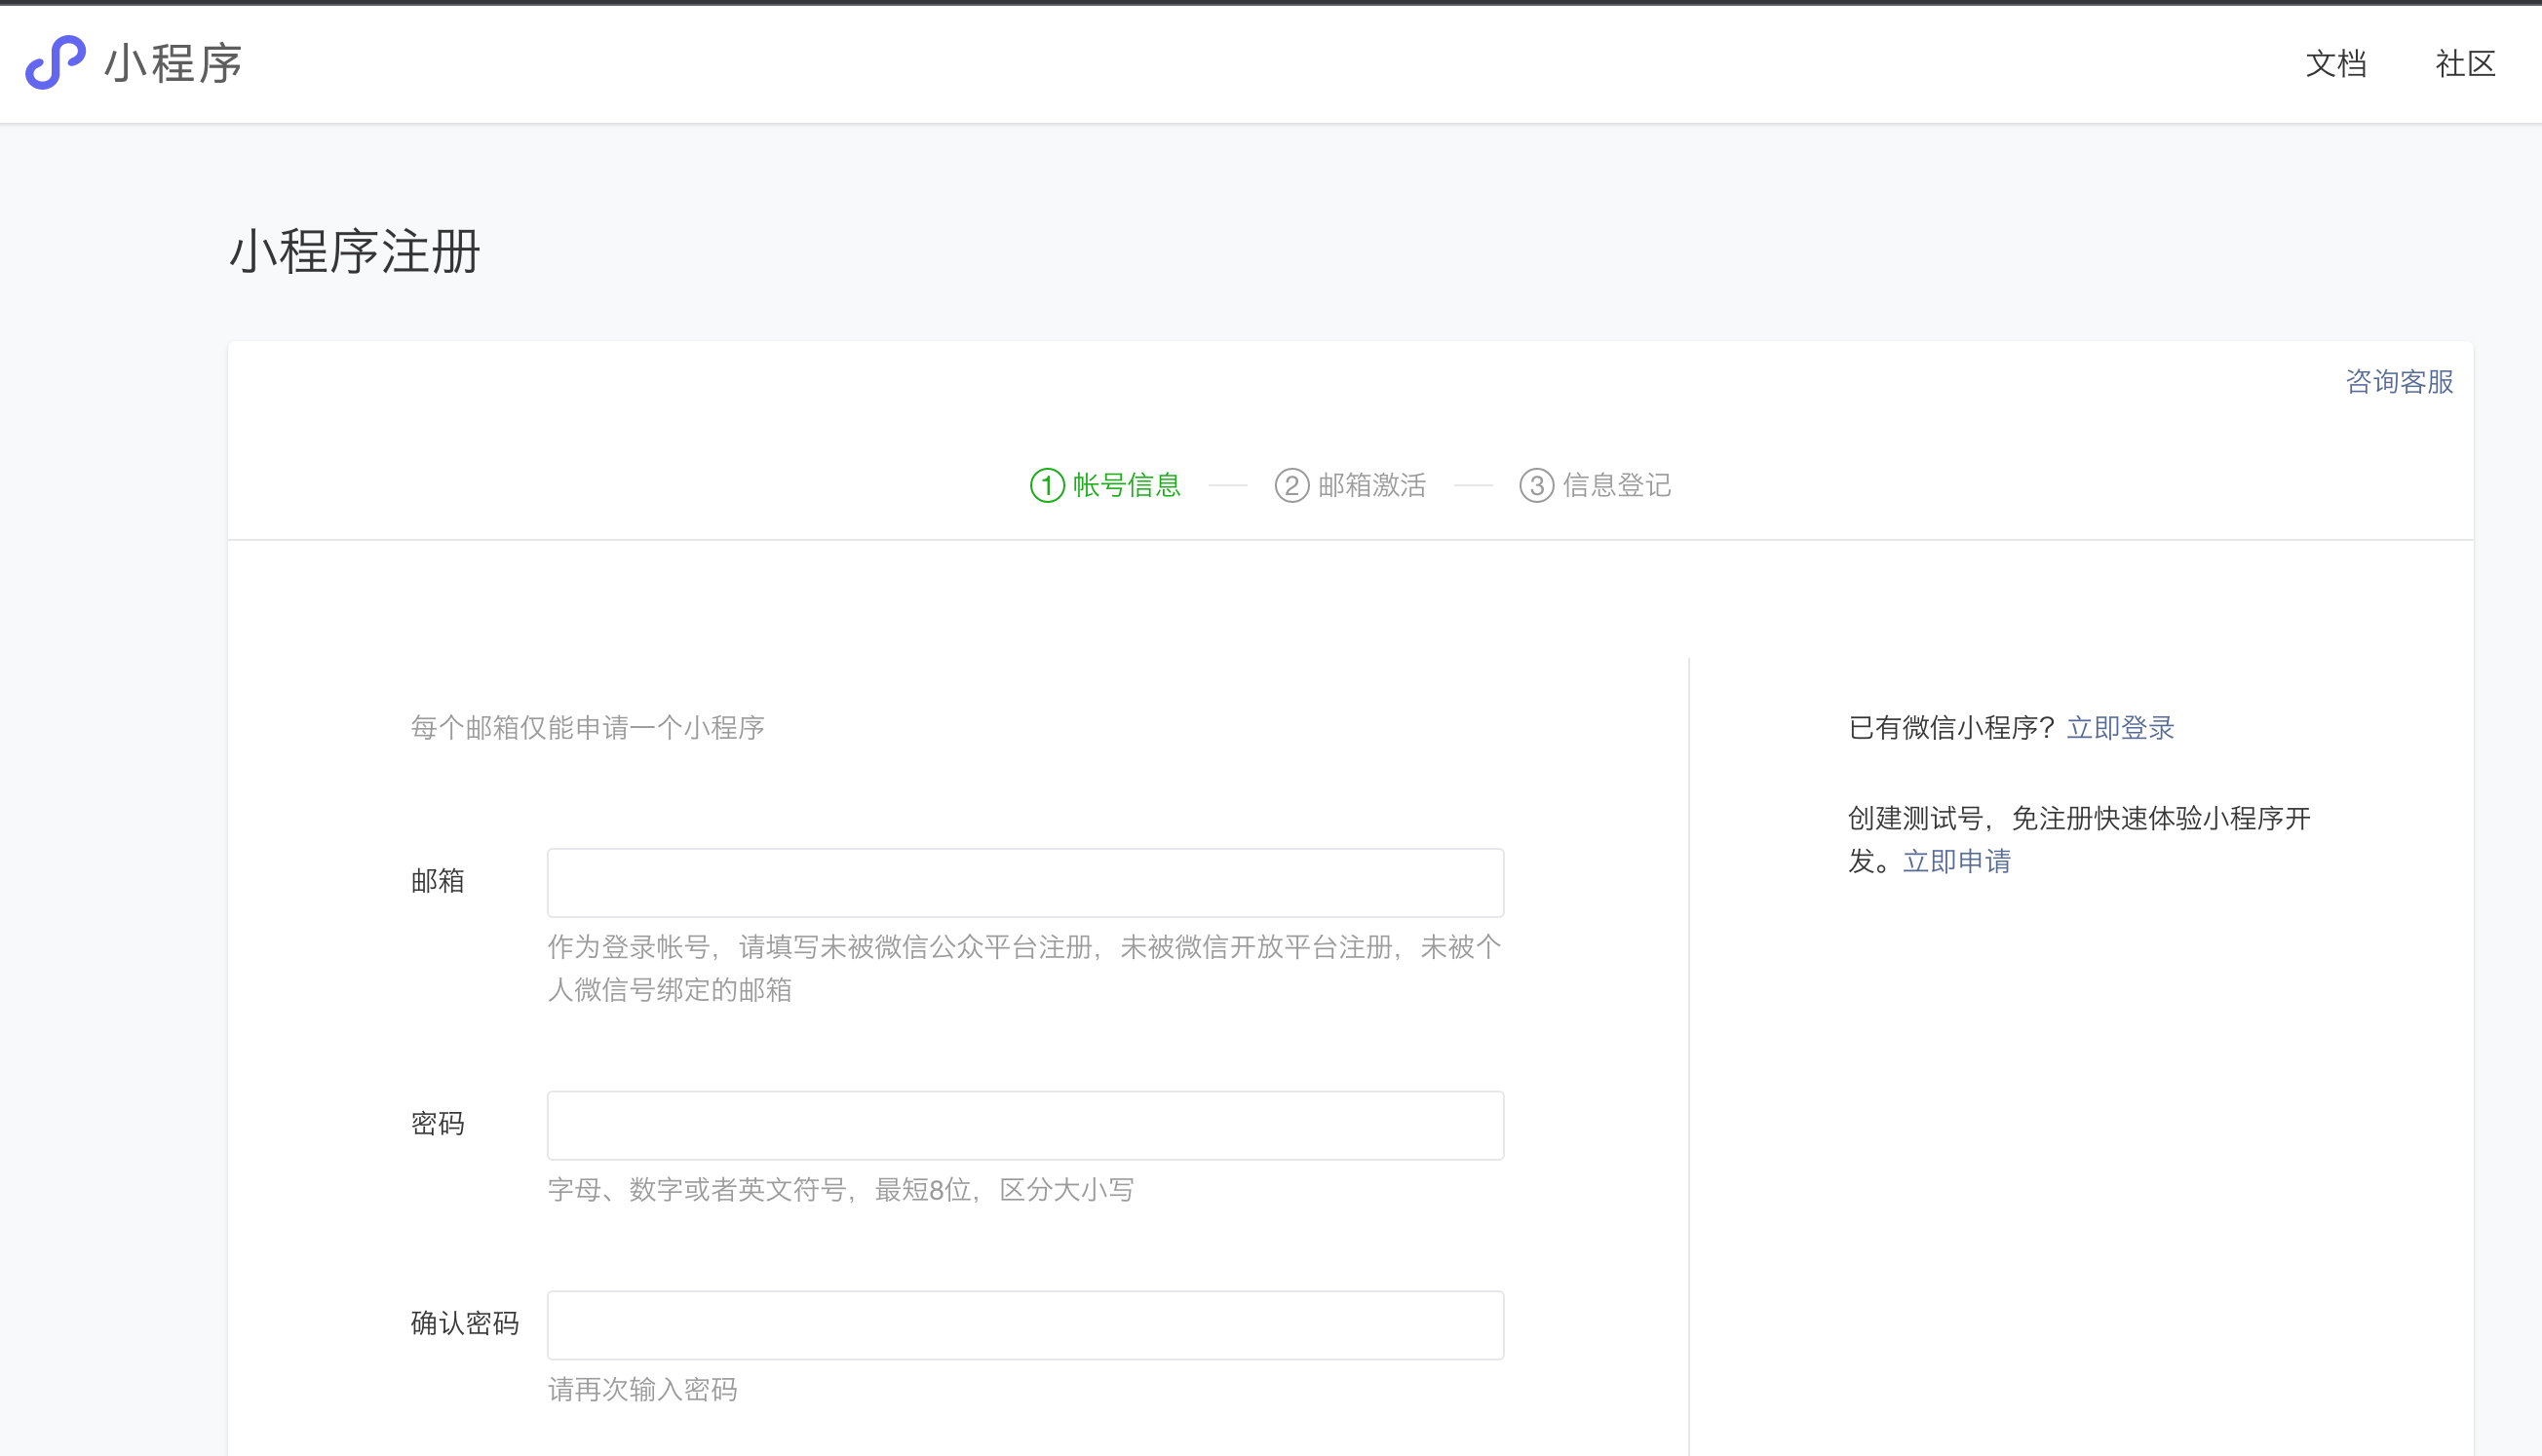 小程序
文档
社区
小程序注册
咨询客服
1 帐号信息
2 邮箱激活
3 信息登记
每个邮箱仅能申请一个小程序
邮箱
作为登录帐号，请填写未被微信公众平台注册，未被微信开放平台注册，未被个
人微信号绑定的邮箱
密码
字母、数字或者英文符号，最短8位，区分大小写
确认密码
请再次输入密码
已有微信小程序？立即登录
创建测试号，免注册快速体验小程序开
发。立即申请